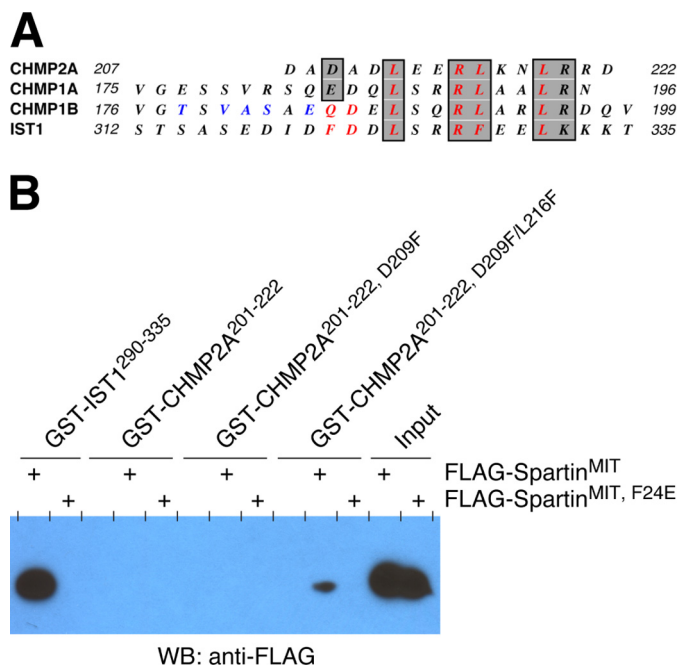 A
CHMP2A 207 D A D A D L E E R L K N L R R D 222
CHMP1A 175 V G E S S V R S Q E D Q L S R R L A A L R N 196
CHMP1B 176 V G T S V A S A E Q D E L S Q R L A R L R D Q V 199
IST1 312 S T S A S E D I D F D D L S R R F E E L K K K T 335
B
GST-IST1290-335
GST-CHMP2A201-222
GST-CHMP2A201-222, D209F
GST-CHMP2A201-222, D209F/L216F
Input
+ + + + + FLAG-SpartinMIT
+ + + + + FLAG-SpartinMIT, F24E
WB: anti-FLAG